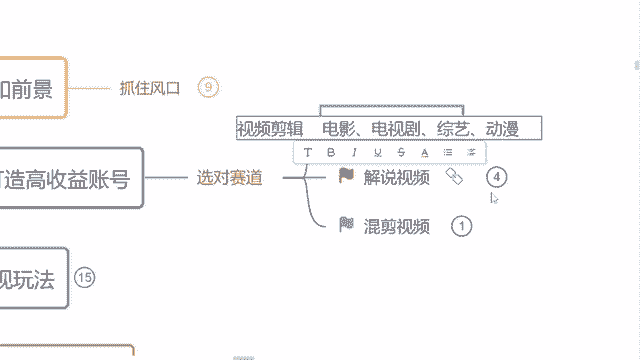 和前景
抓住风口
9
视频剪辑 电影、电视剧、综艺、动漫
T B I U S A
打造高收益账号
选对赛道
解说视频
4
混剪视频
1
现玩法
15